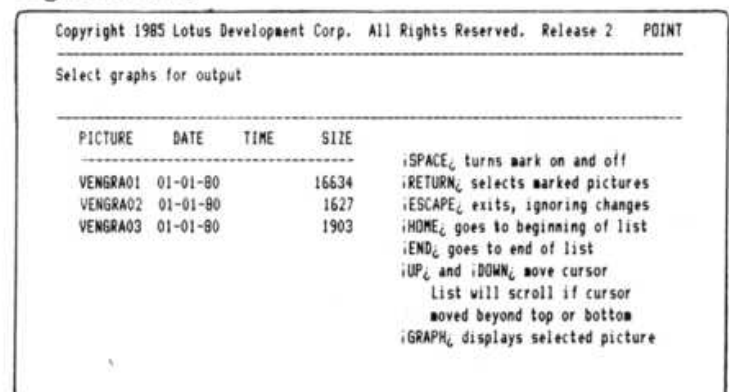 Copyright 1985 Lotus Development Corp. All Rights Reserved. Release 2 POINT
Select graphs for output
PICTURE DATE TIME SIZE
VENGRA01 01-01-80 16634
VENGRA02 01-01-80 1627
VENGRA03 01-01-80 1903
¡SPACE¿ turns mark on and off
¡RETURN¿ selects marked pictures
¡ESCAPE¿ exits, ignoring changes
¡HOME¿ goes to beginning of list
¡END¿ goes to end of list
¡UP¿ and ¡DOWN¿ move cursor
List will scroll if cursor
moved beyond top or bottom
¡GRAPH¿ displays selected picture